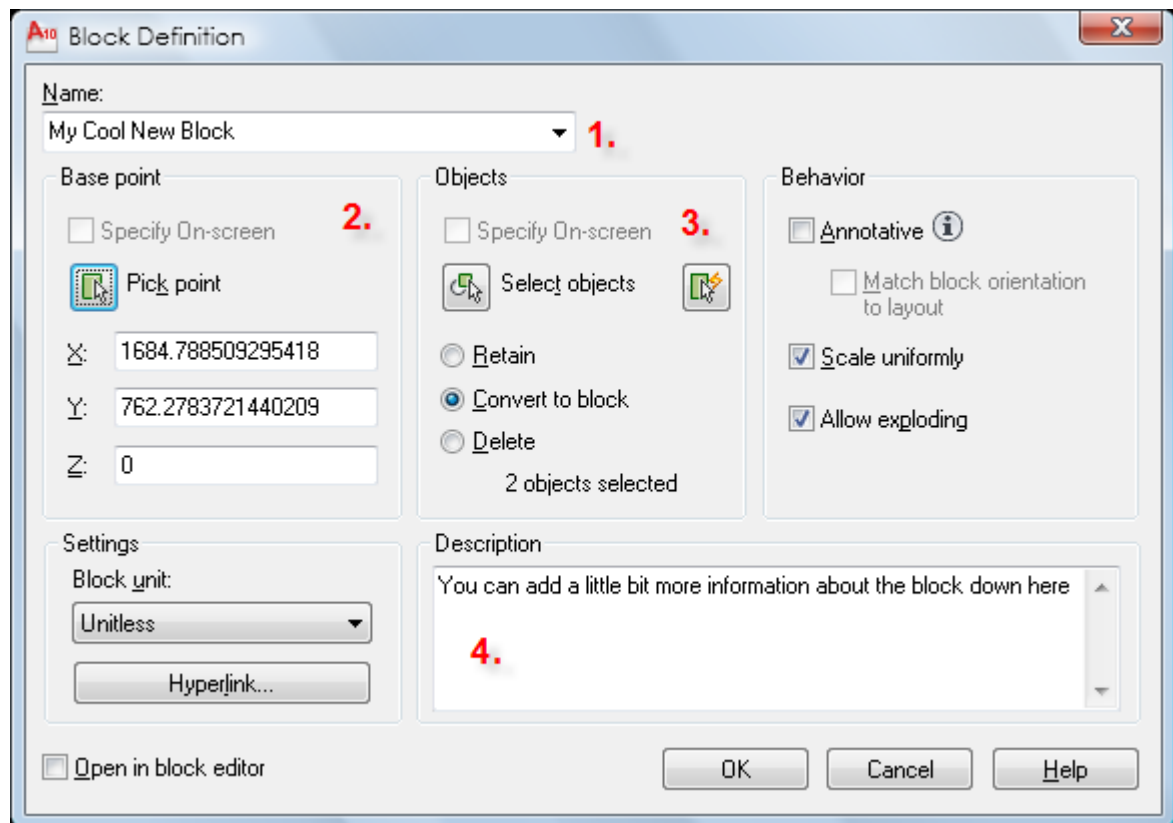 A10 Block Definition X
Name:
My Cool New Block 1.
Base point
2.
Specify On-screen
Pick point
X: 1684.788509295418
Y: 762.2783721440209
Z: 0
Objects
3.
Specify On-screen
Select objects
Retain
Convert to block
Delete
2 objects selected
Behavior
Annotative i
Match block orientation
to layout
Scale uniformly
Allow exploding
Settings
Block unit:
Unitless
Hyperlink...
Description
You can add a little bit more information about the block down here
4.
Open in block editor
OK Cancel Help